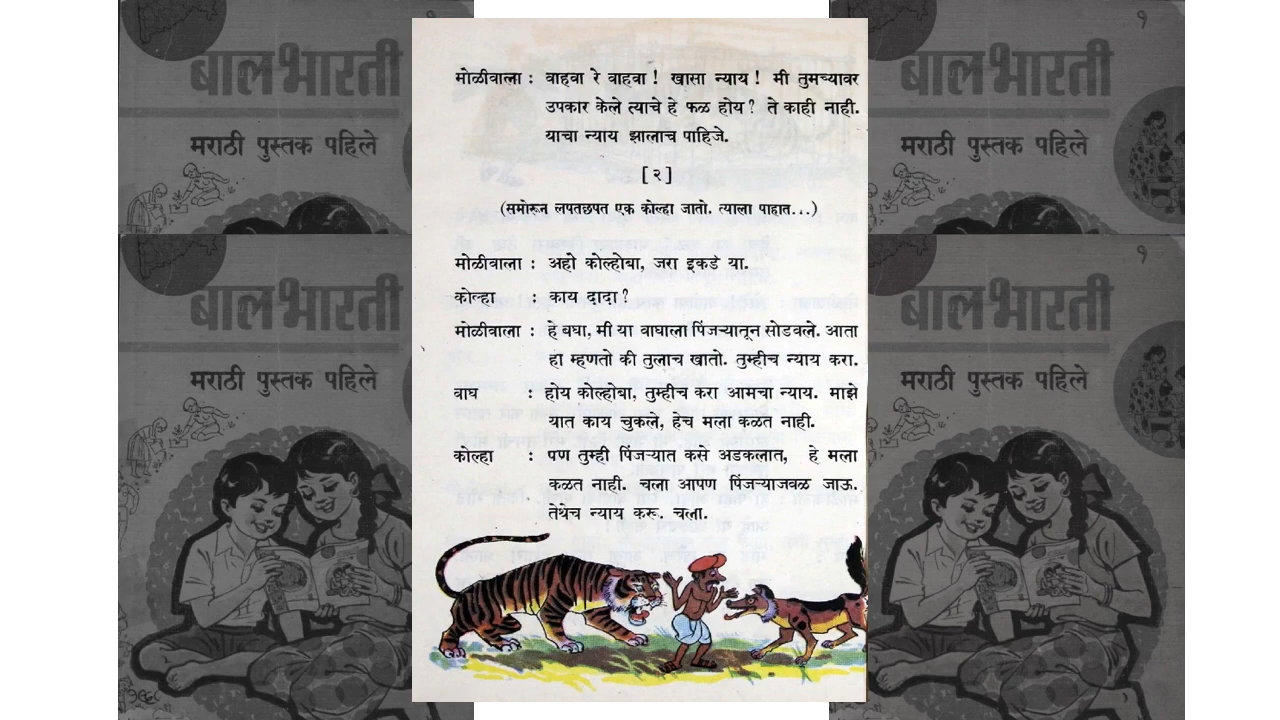 बालभारती
मराठी पुस्तक पहिले
१
बालभारती
मराठी पुस्तक पहिले
१
बालभारती
मराठी पुस्तक पहिले
बालभारती
मराठी पुस्तक पहिले
मोळीवाला : वाहवा रे वाहवा! खासा न्याय! मी तुमच्यावर
उपकार केले त्याचे हे फळ होय? ते काही नाही.
याचा न्याय झालाच पाहिजे.
[२]
(समोरून लपतछपत एक कोल्हा जातो. त्याला पाहात...)
मोळीवाला : अहो कोल्होबा, जरा इकडे या.
कोल्हा : काय दादा?
मोळीवाला : हे बघा, मी या वाघाला पिंजऱ्यातून सोडवले. आता
हा म्हणतो की तुलाच खातो. तुम्हीच न्याय करा.
वाघ : होय कोल्होबा, तुम्हीच करा आमचा न्याय. माझे
यात काय चुकले, हेच मला कळत नाही.
कोल्हा : पण तुम्ही पिंजऱ्यात कसे अडकलात, हे मला
कळत नाही. चला आपण पिंजऱ्याजवळ जाऊ.
तेथेच न्याय करू. चला.